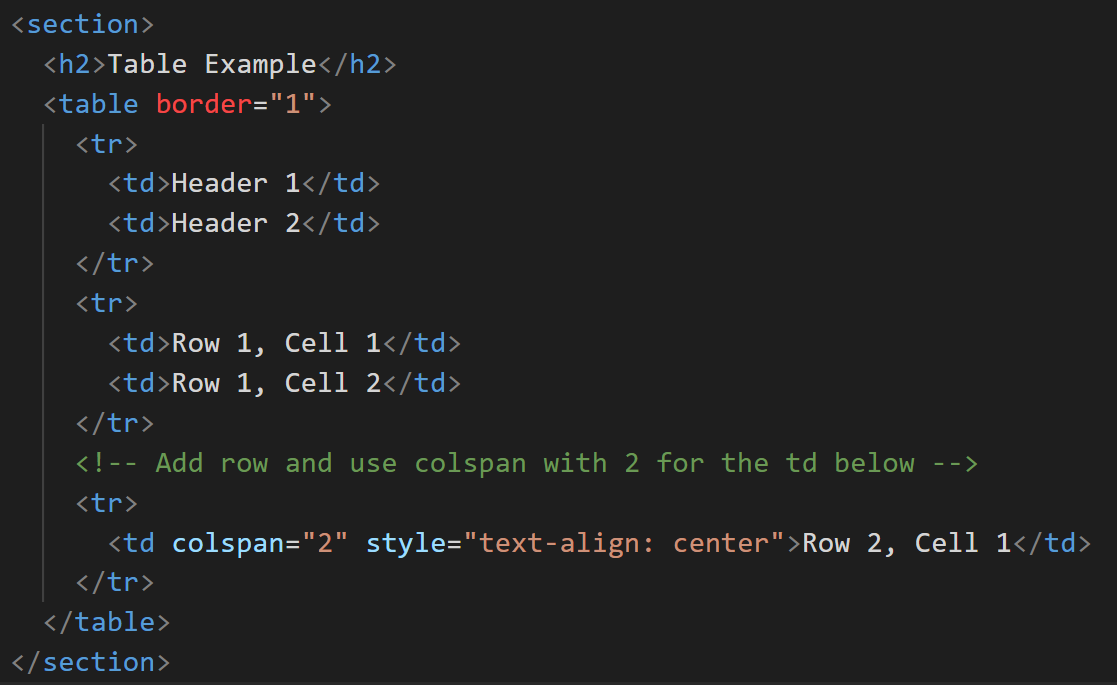 <section>
<h2>Table Example</h2>
<table border="1">
<tr>
<td>Header 1</td>
<td>Header 2</td>
</tr>
<tr>
<td>Row 1, Cell 1</td>
<td>Row 1, Cell 2</td>
</tr>
<!-- Add row and use colspan with 2 for the td below -->
<tr>
<td colspan="2" style="text-align: center">Row 2, Cell 1</td>
</tr>
</table>
</section>